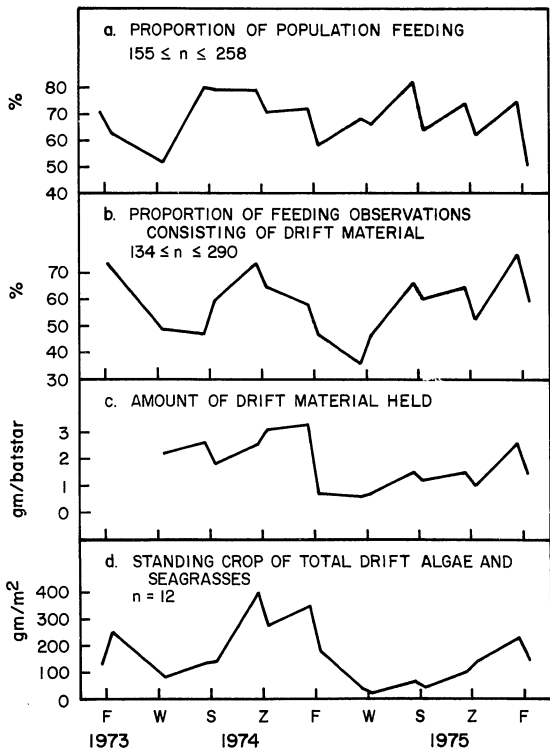 a. PROPORTION OF POPULATION FEEDING
155 ≤ n ≤ 258
%
80
70
60
50
40
b. PROPORTION OF FEEDING OBSERVATIONS
CONSISTING OF DRIFT MATERIAL
134 ≤ n ≤ 290
%
70
60
50
40
30
c. AMOUNT OF DRIFT MATERIAL HELD
gm/batstar
3
2
1
0
d. STANDING CROP OF TOTAL DRIFT ALGAE AND
SEAGRASSES
n = 12
gm/m²
400
300
200
100
0
F W S Z F W S Z F
1973 1974 1975